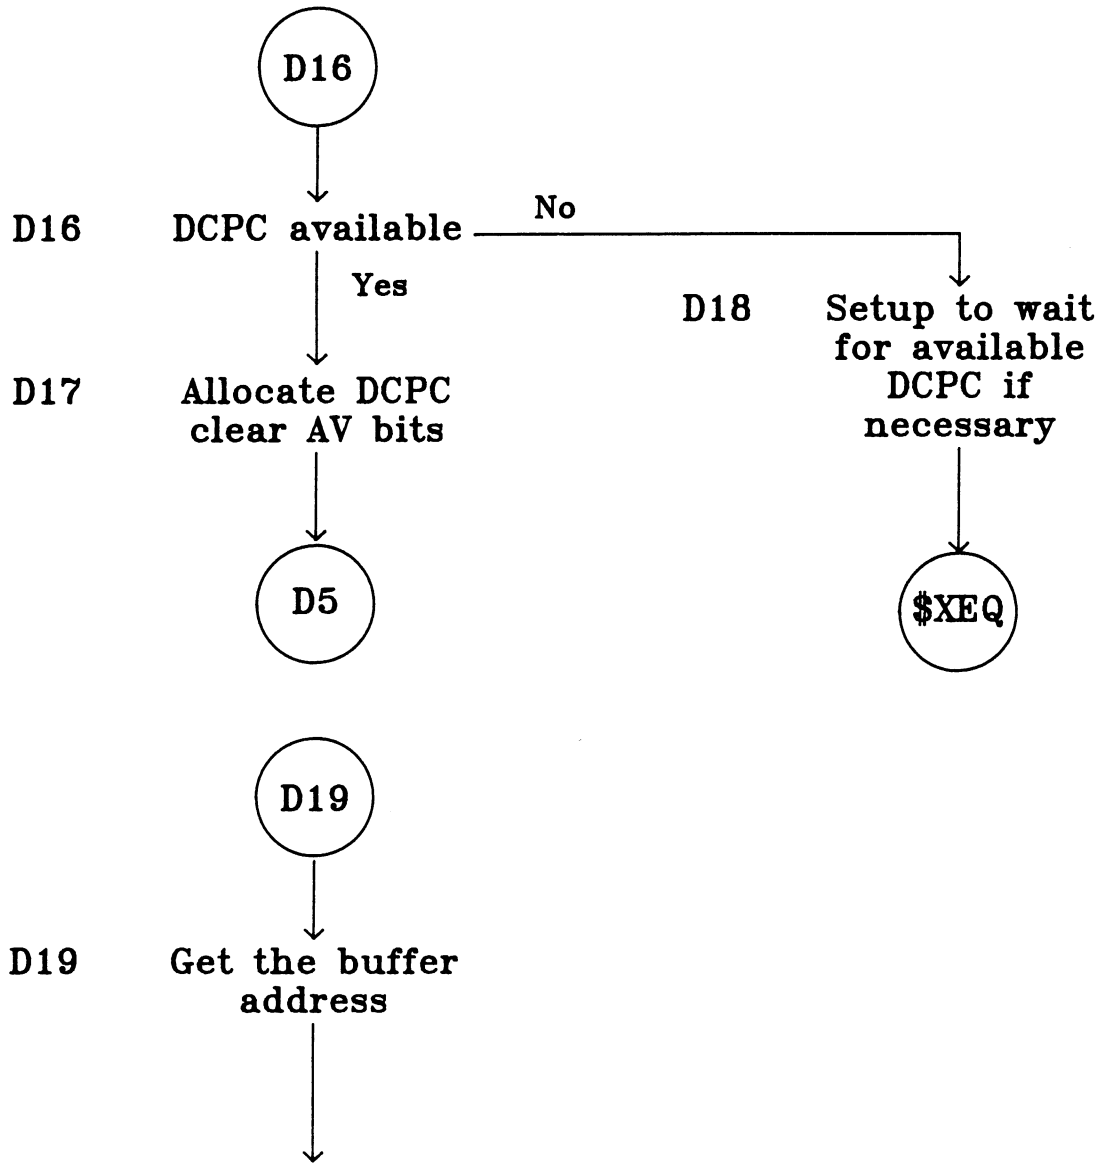 D16
No
D16 DCPC available
Yes
D18 Setup to wait
for available
DCPC if
necessary
D17 Allocate DCPC
clear AV bits
D5
$XEQ
D19
D19 Get the buffer
address